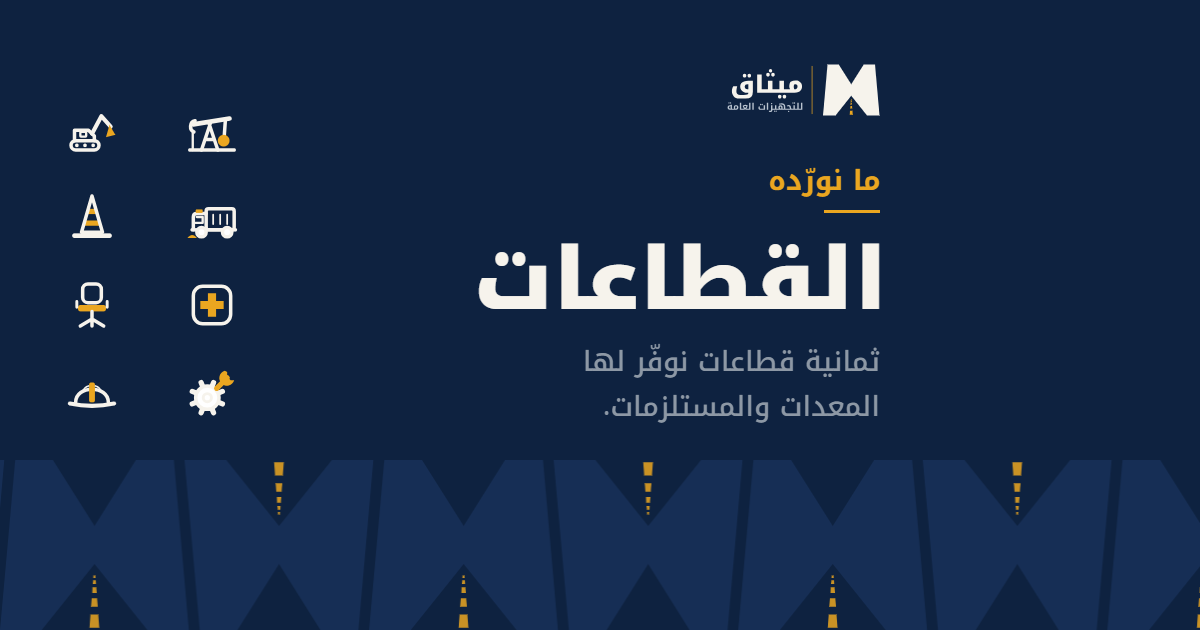 ميثاق
للتجهيزات العامة
ما نورّده
القطاعات
ثمانية قطاعات نوفّر لها
المعدات والمستلزمات.